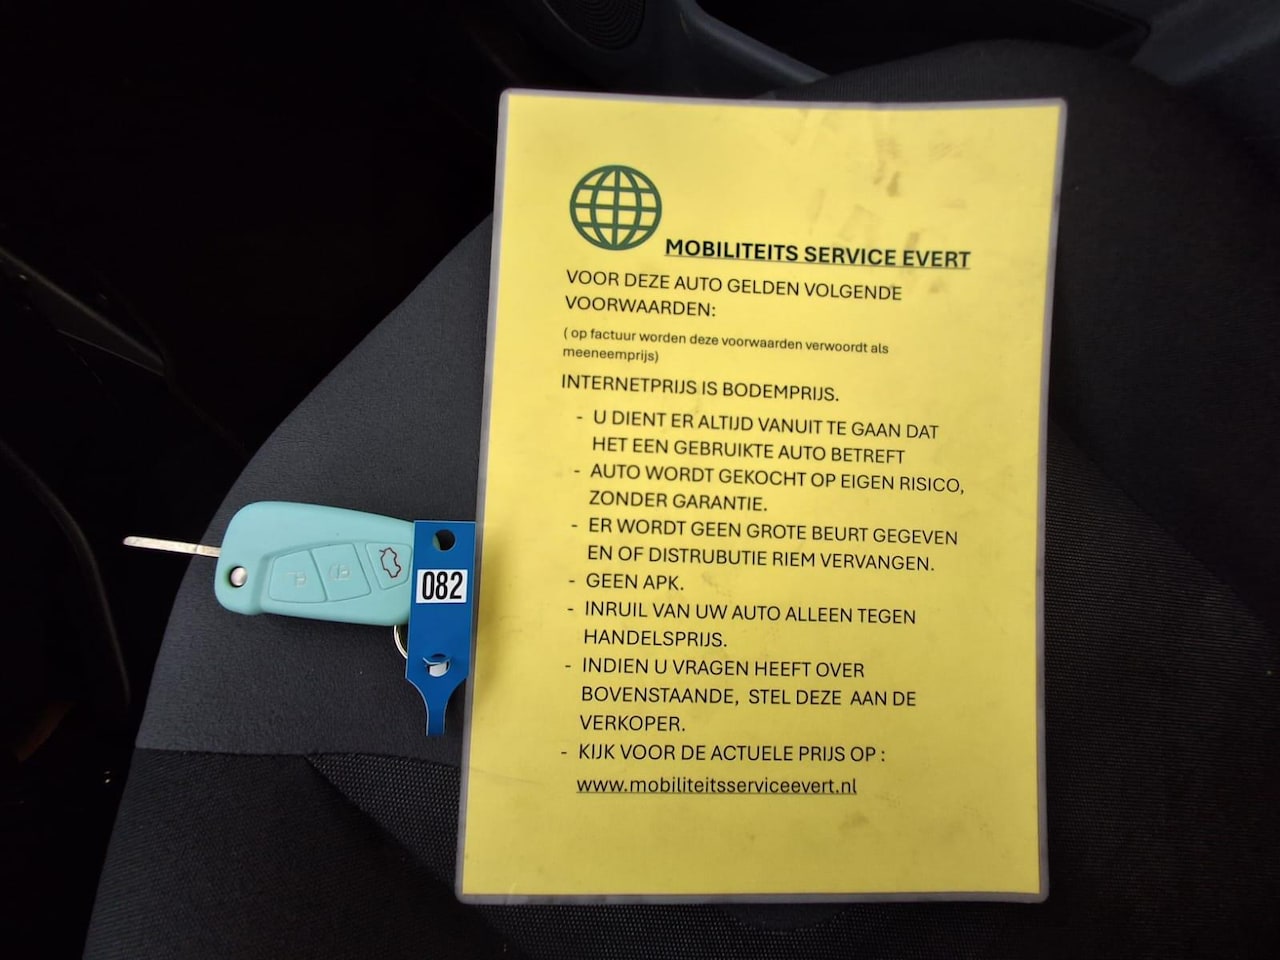 MOBILITEITS SERVICE EVERT
VOOR DEZE AUTO GELDEN VOLGENDE
VOORWAARDEN:
( op factuur worden deze voorwaarden verwoordt als
meeneemprijs)
INTERNETPRIJS IS BODEMPRIJS.
- U DIENT ER ALTIJD VANUIT TE GAAN DAT
HET EEN GEBRUIKTE AUTO BETREFT
- AUTO WORDT GEKOCHT OP EIGEN RISICO,
ZONDER GARANTIE.
- ER WORDT GEEN GROTE BEURT GEGEVEN
EN OF DISTRUBUTIE RIEM VERVANGEN.
- GEEN APK.
- INRUIL VAN UW AUTO ALLEEN TEGEN
HANDELSPRIJS.
- INDIEN U VRAGEN HEEFT OVER
BOVENSTAANDE, STEL DEZE AAN DE
VERKOPER.
- KIJK VOOR DE ACTUELE PRIJS OP :
www.mobiliteitsserviceevert.nl
082